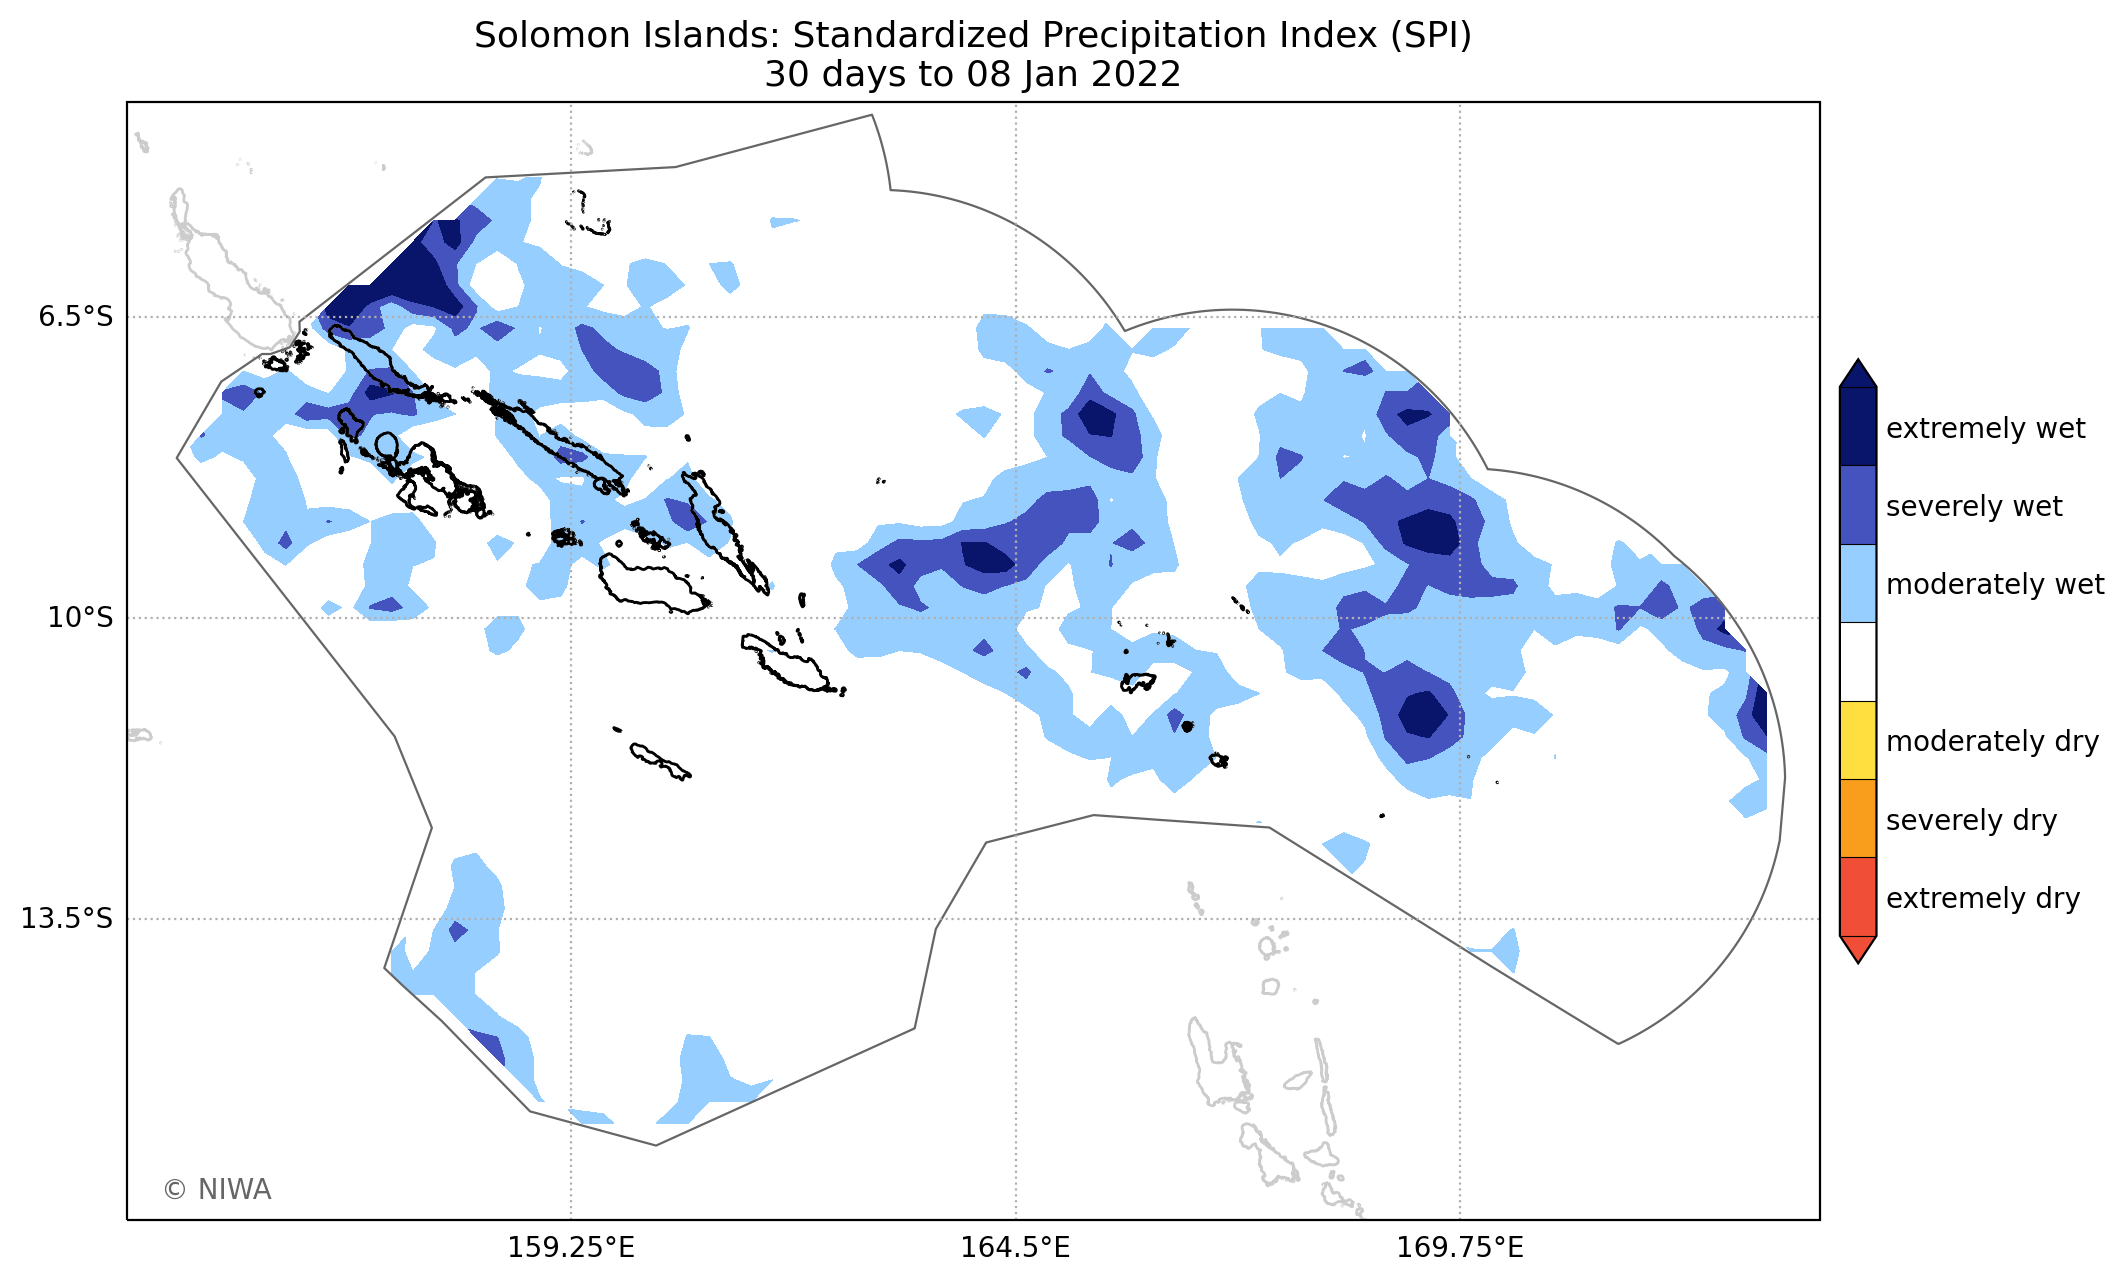 Solomon Islands: Standardized Precipitation Index (SPI)
30 days to 08 Jan 2022
6.5°S
10°S
13.5°S
159.25°E
164.5°E
169.75°E
extremely wet
severely wet
moderately wet
moderately dry
severely dry
extremely dry
© NIWA